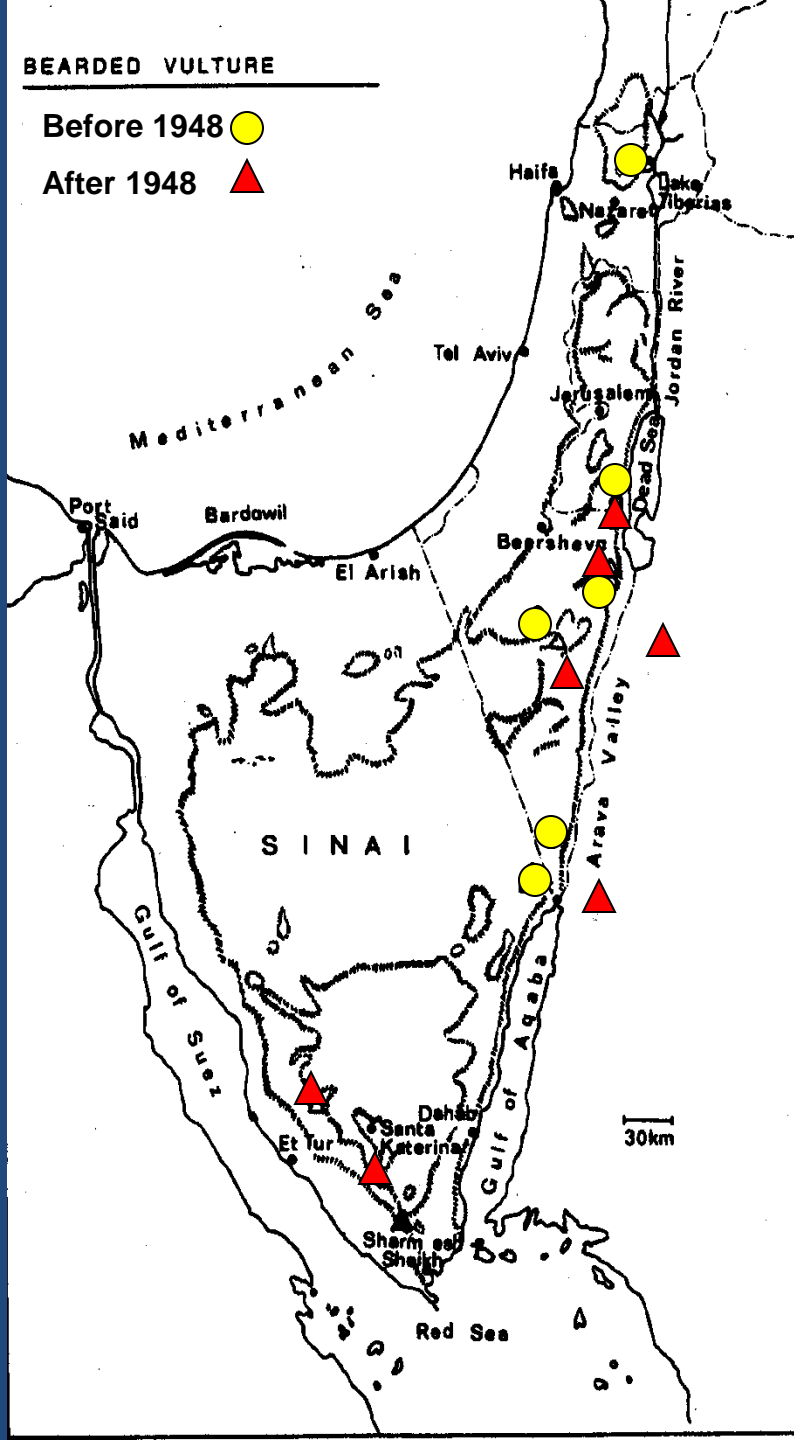 BEARDED VULTURE
Before 1948
After 1948
Haifa
Lake
Tiberias
Nazaret
Mediterranean Sea
Tel Aviv
Jordan River
Jerusalem
Dead Sea
Port
Said
Bardawil
Beersheva
El Arish
Arava Valley
SINAI
Gulf of Suez
Gulf of Aqaba
Dahab
30km
Santa
Katerina
Et Tur
Sharm esh
Sheikh
Red Sea